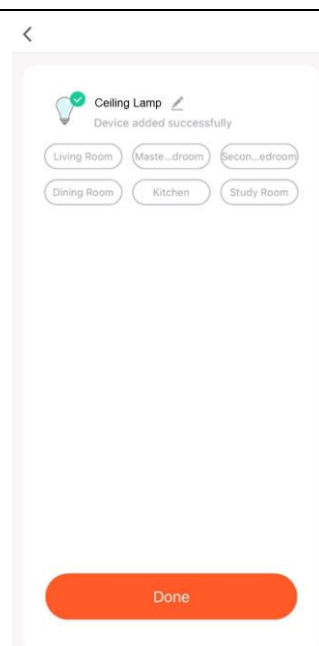 Ceiling Lamp
Device added successfully
Living Room Maste...droom Secon...edroom
Dining Room Kitchen Study Room
Done